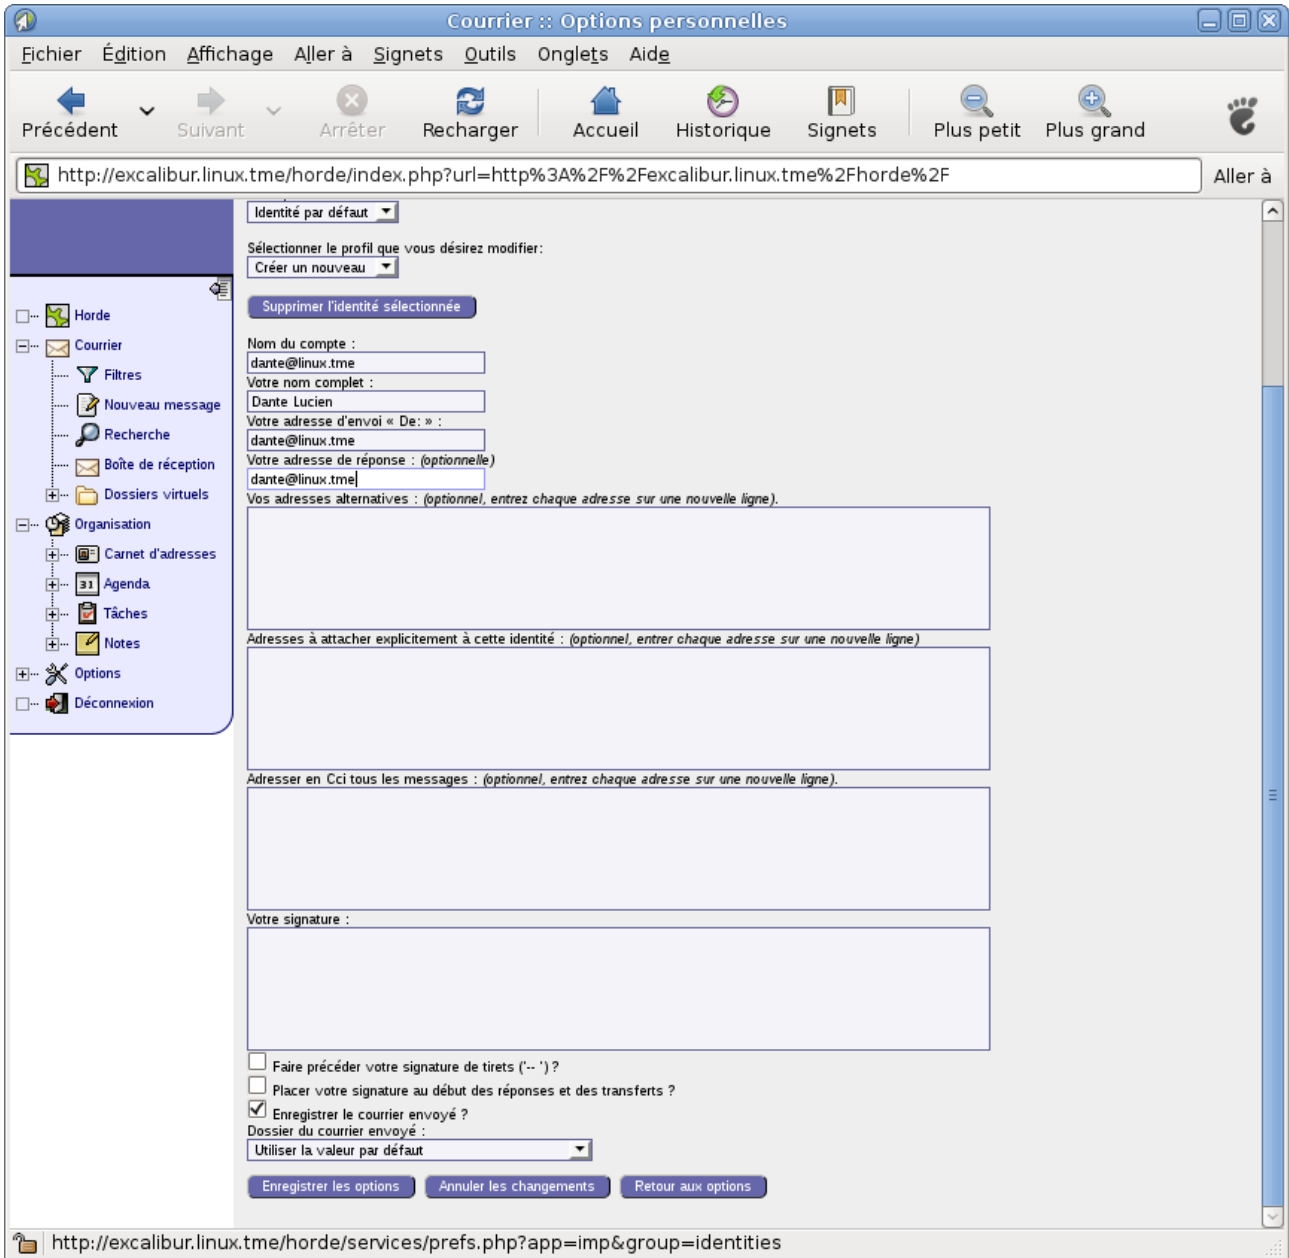 Courrier :: Options personnelles
Fichier Édition Affichage Aller à Signets Outils Onglets Aide
Précédent Suivant Arrêter Recharger Accueil Historique Signets Plus petit Plus grand
http://excalibur.linux.tme/horde/index.php?url=http%3A%2F%2Fexcalibur.linux.tme%2Fhorde%2F Aller à
Horde
Courrier
Filtres
Nouveau message
Recherche
Boîte de réception
Dossiers virtuels
Organisation
Carnet d'adresses
31 Agenda
Tâches
Notes
Options
Déconnexion
Identité par défaut
Sélectionner le profil que vous désirez modifier:
Créer un nouveau
Supprimer l'identité sélectionnée
Nom du compte :
dante@linux.tme
Votre nom complet :
Dante Lucien
Votre adresse d'envoi « De: » :
dante@linux.tme
Votre adresse de réponse : (optionnelle)
dante@linux.tme
Vos adresses alternatives : (optionnel, entrez chaque adresse sur une nouvelle ligne).
Adresses à attacher explicitement à cette identité : (optionnel, entrer chaque adresse sur une nouvelle ligne)
Adresser en Cci tous les messages : (optionnel, entrez chaque adresse sur une nouvelle ligne).
Votre signature :
Faire précéder votre signature de tirets ('-- ') ?
Placer votre signature au début des réponses et des transferts ?
Enregistrer le courrier envoyé ?
Dossier du courrier envoyé :
Utiliser la valeur par défaut
Enregistrer les options Annuler les changements Retour aux options
http://excalibur.linux.tme/horde/services/prefs.php?app=imp&group=identities